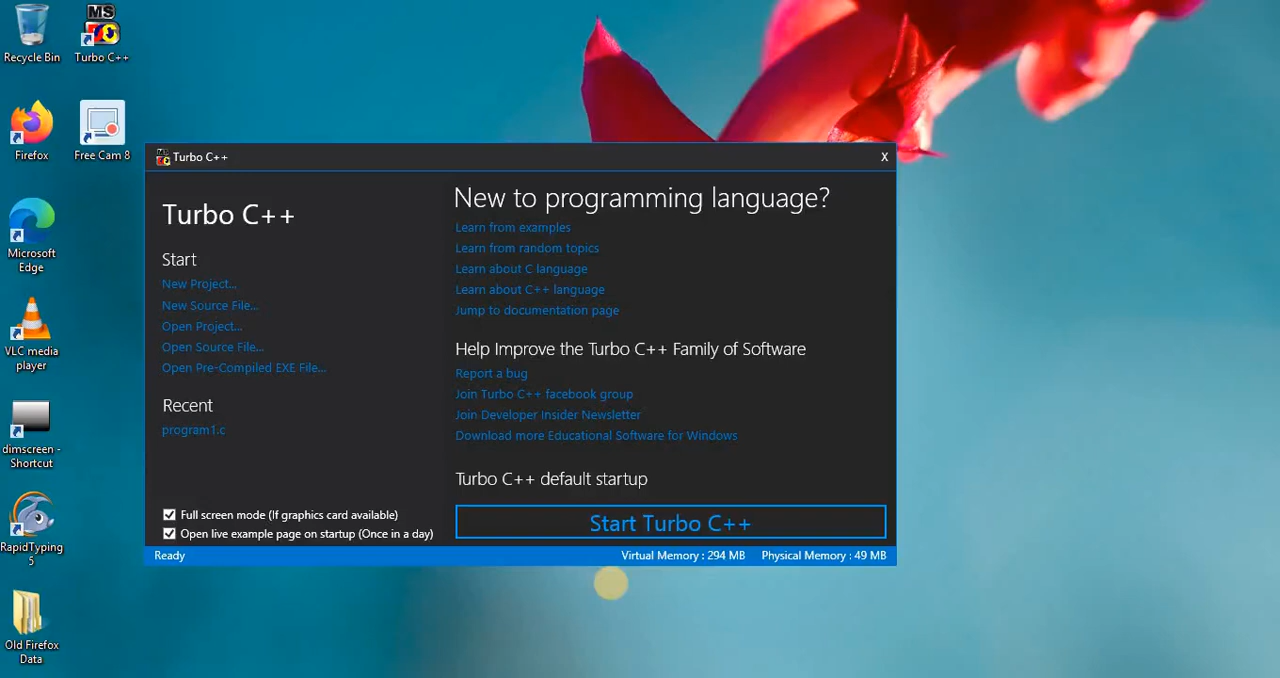 Recycle Bin
MS
Turbo C++
Firefox
Free Cam 8
Microsoft
Edge
VLC media
player
dimscreen -
Shortcut
RapidTyping
5
Old Firefox
Data
Turbo C++
X
Turbo C++
Start
New Project...
New Source File...
Open Project...
Open Source File...
Open Pre-Compiled EXE File...
Recent
program1.c
Full screen mode (If graphics card available)
Open live example page on startup (Once in a day)
New to programming language?
Learn from examples
Learn from random topics
Learn about C language
Learn about C++ language
Jump to documentation page
Help Improve the Turbo C++ Family of Software
Report a bug
Join Turbo C++ facebook group
Join Developer Insider Newsletter
Download more Educational Software for Windows
Turbo C++ default startup
Start Turbo C++
Ready
Virtual Memory : 294 MB
Physical Memory : 49 MB